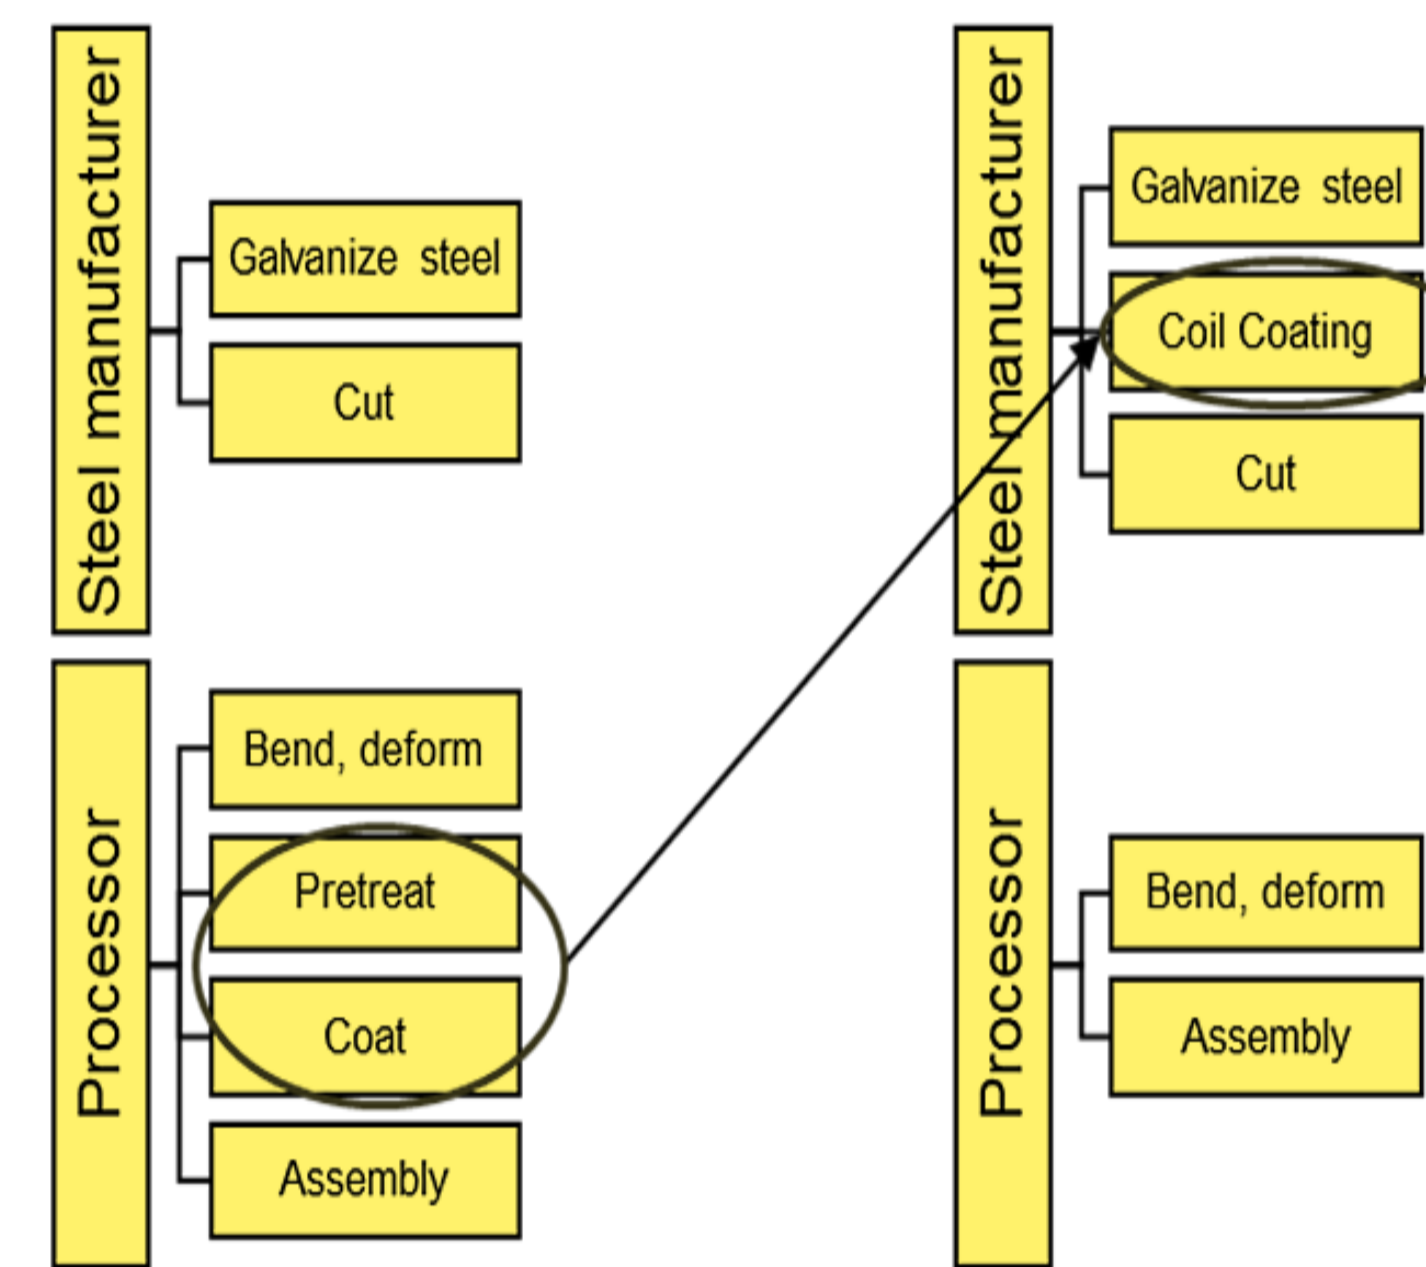 Steel manufacturer
Galvanize steel
Cut
Processor
Bend, deform
Pretreat
Coat
Assembly
Steel manufacturer
Galvanize steel
Coil Coating
Cut
Processor
Bend, deform
Assembly